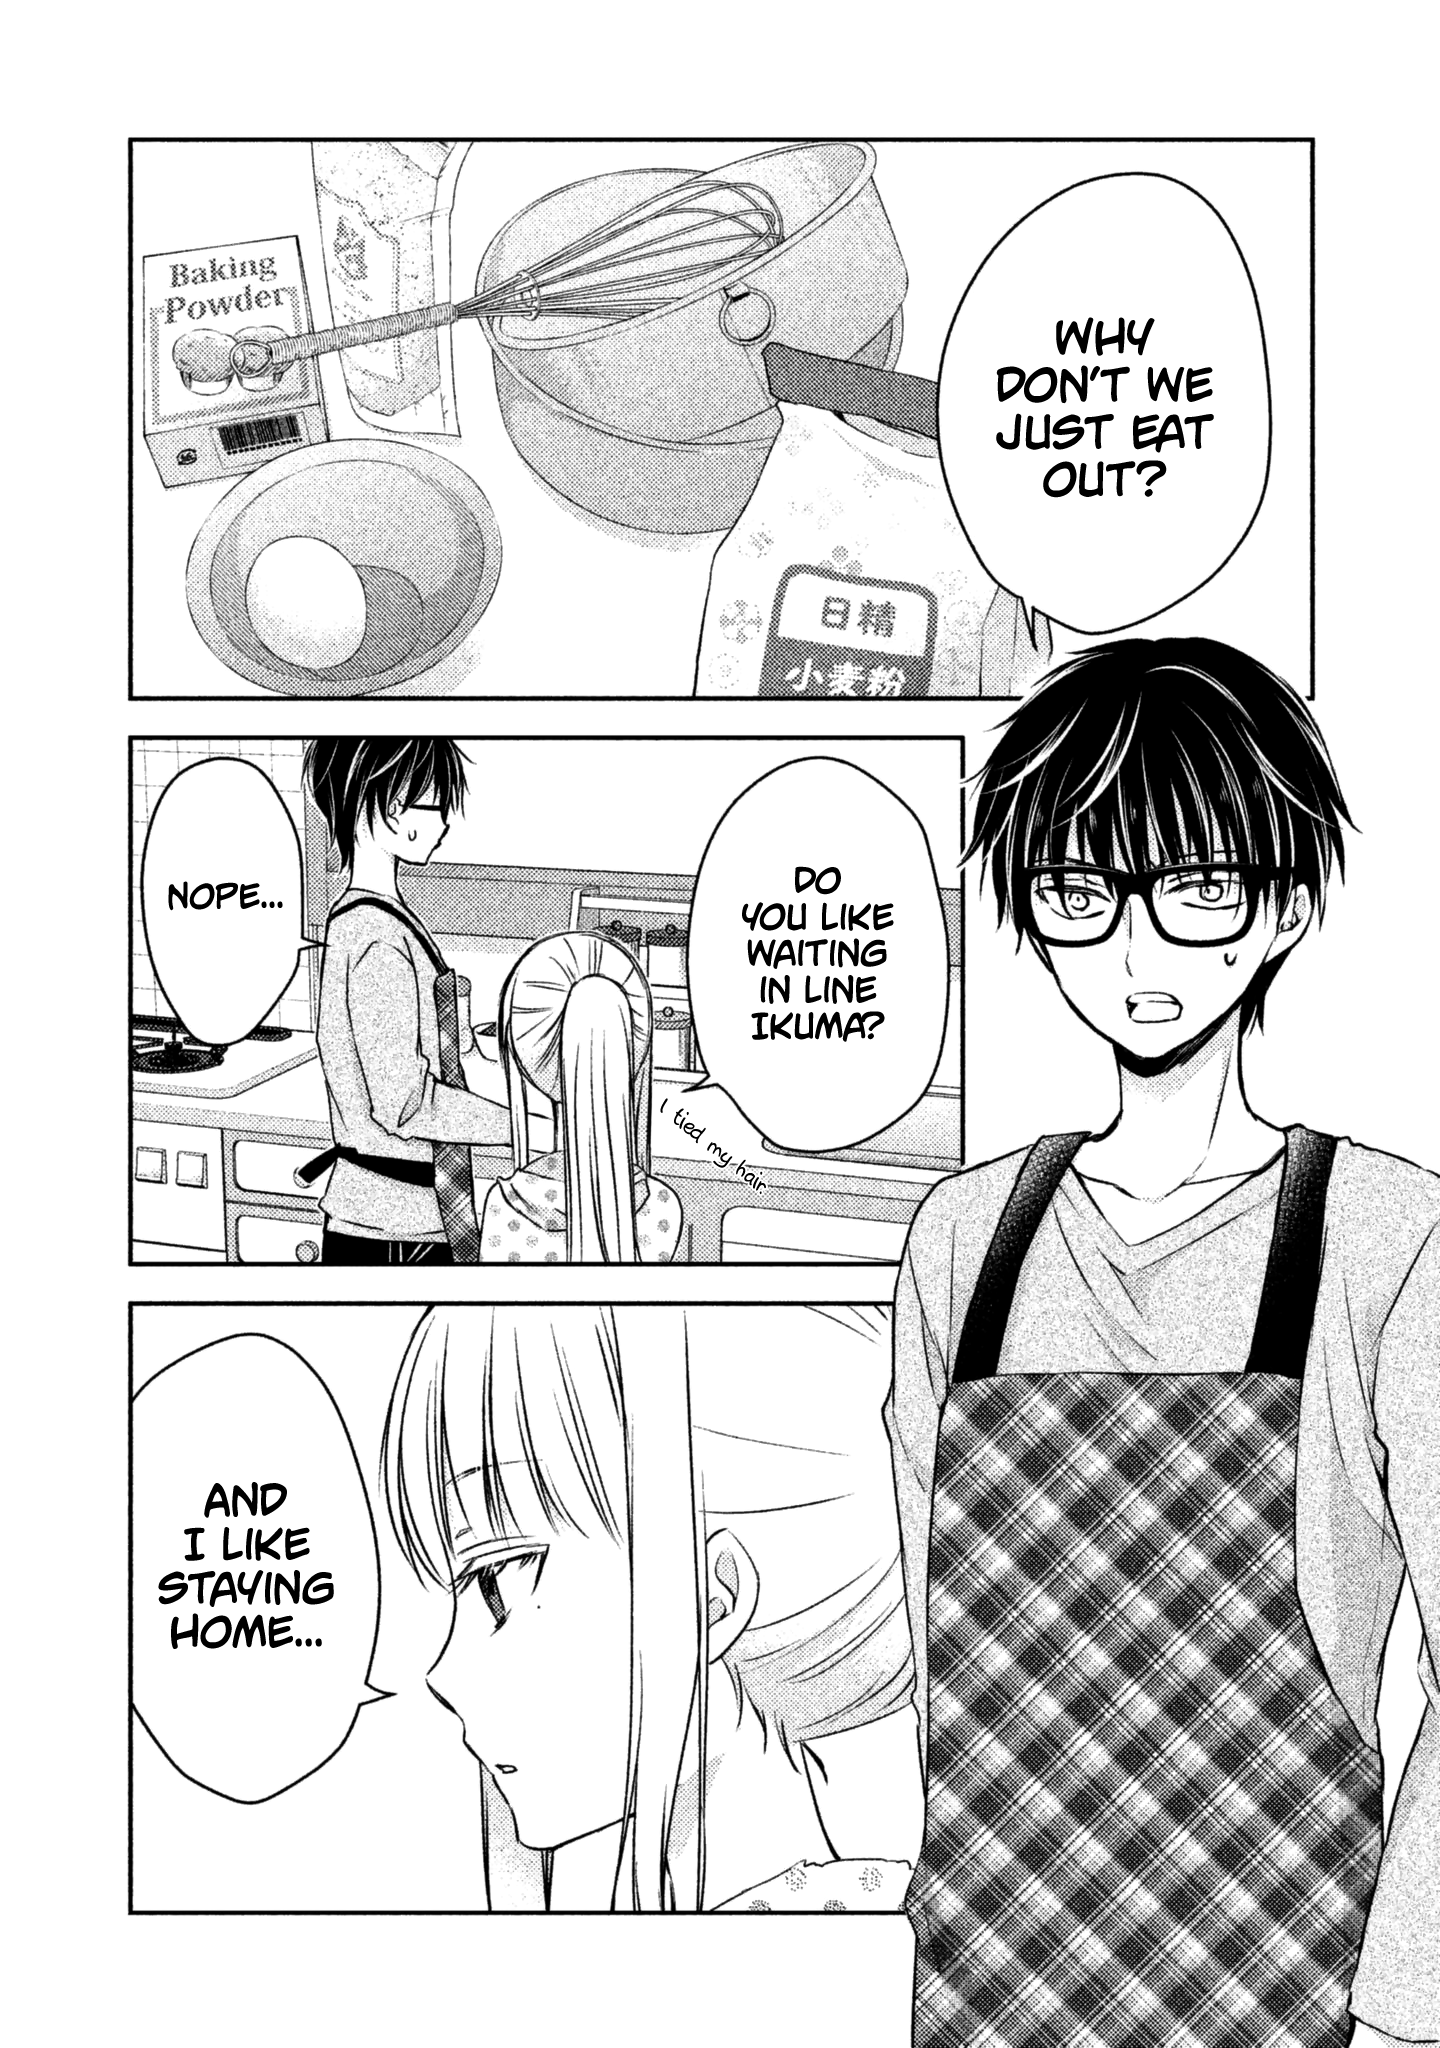 WHY
DON'T WE
JUST EAT
OUT?
Baking
Powder
日精
小麦粉
DO
YOU LIKE
WAITING
IN LINE
IKUMA?
I tied my hair.
NOPE...
AND
I LIKE
STAYING
HOME...